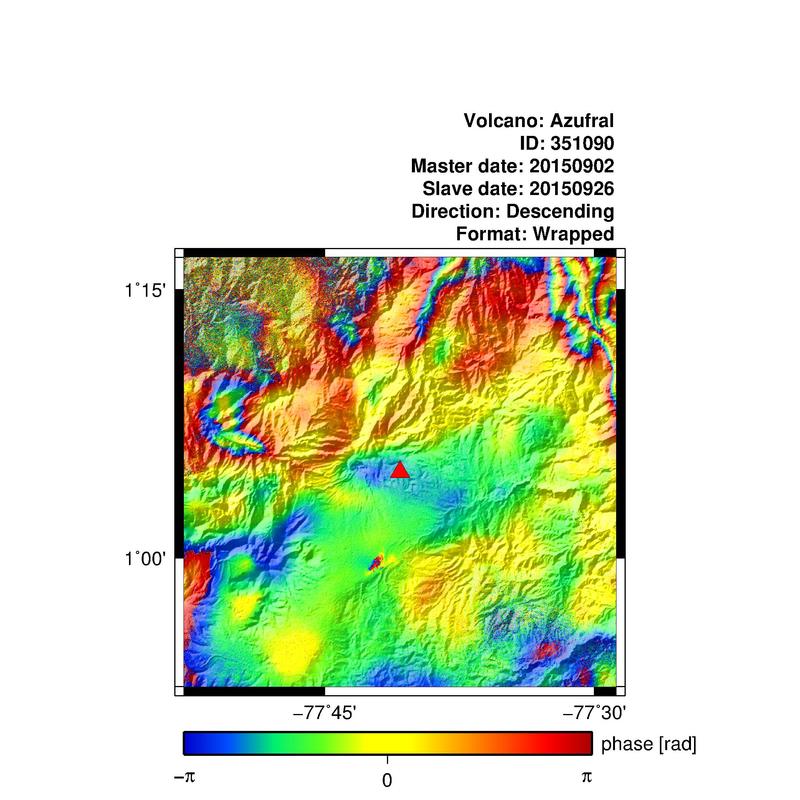 Volcano: Azufral
ID: 351090
Master date: 20150902
Slave date: 20150926
Direction: Descending
Format: Wrapped
1˚15'
1˚00'
−77˚45' −77˚30'
phase [rad]
−π 0 π